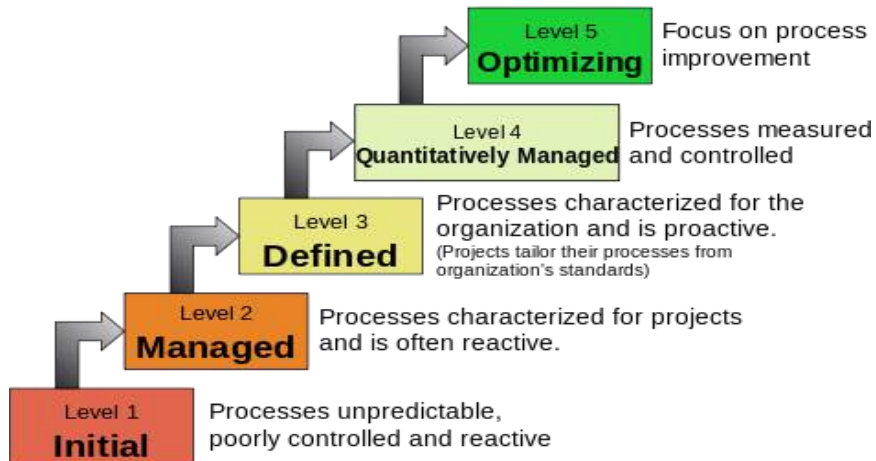 Level 5
Optimizing
Focus on process
improvement
Level 4
Quantitatively Managed
Processes measured
and controlled
Level 3
Defined
Processes characterized for the
organization and is proactive.
(Projects tailor their processes from
organization's standards)
Level 2
Managed
Processes characterized for projects
and is often reactive.
Level 1
Initial
Processes unpredictable,
poorly controlled and reactive